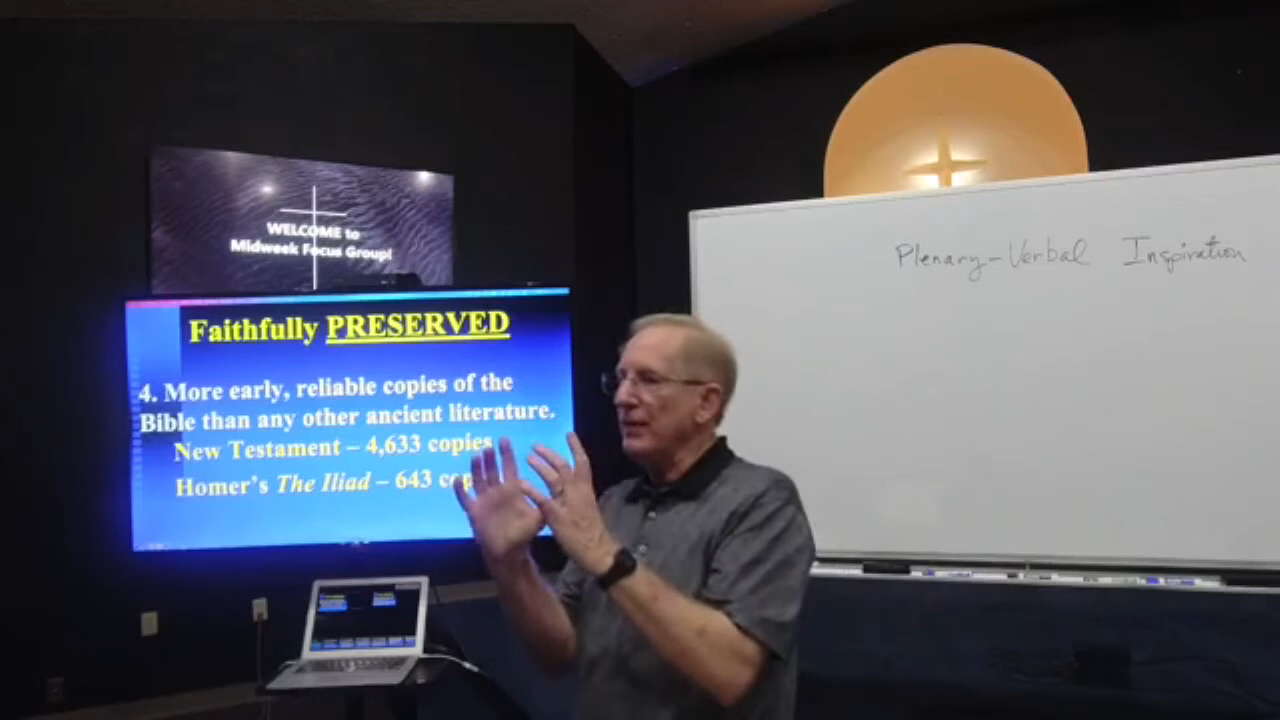 WELCOME to
Midweek Focus Group!
Faithfully PRESERVED
4. More early, reliable copies of the
Bible than any other ancient literature.
New Testament – 4,633 copies
Homer's The Iliad – 643
Plenary-Verbal Inspiration